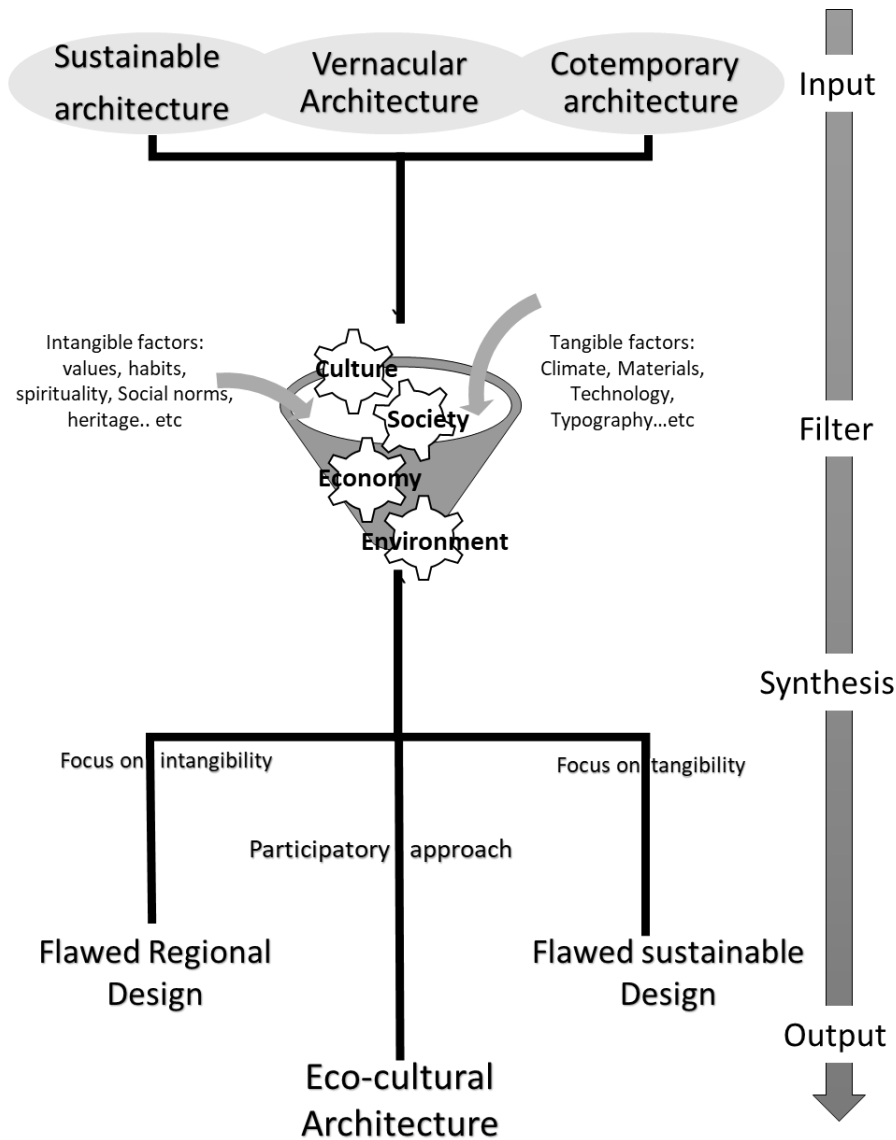 Sustainable
architecture
Vernacular
Architecture
Cotemporary
architecture
Input
Intangible factors:
values, habits,
spirituality, Social norms,
heritage.. etc
Culture
Society
Economy
Environment
Tangible factors:
Climate, Materials,
Technology,
Typography...etc
Filter
Synthesis
Focus on intangibility
Focus on tangibility
Participatory approach
Flawed Regional
Design
Flawed sustainable
Design
Output
Eco-cultural
Architecture